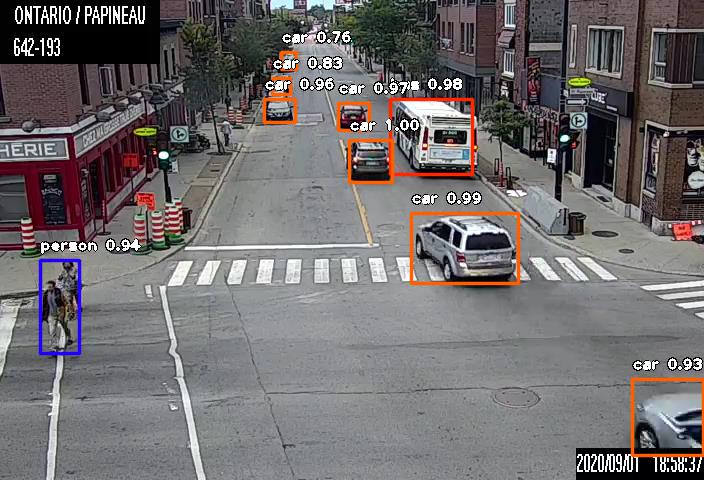 ONTARIO / PAPINEAU
642-193
car 0.76
car 0.83
car 0.96
car 0.97
s 0.98
car 1.00
HERIE
car 0.99
person 0.94
car 0.93
2020/09/01 18:58:37